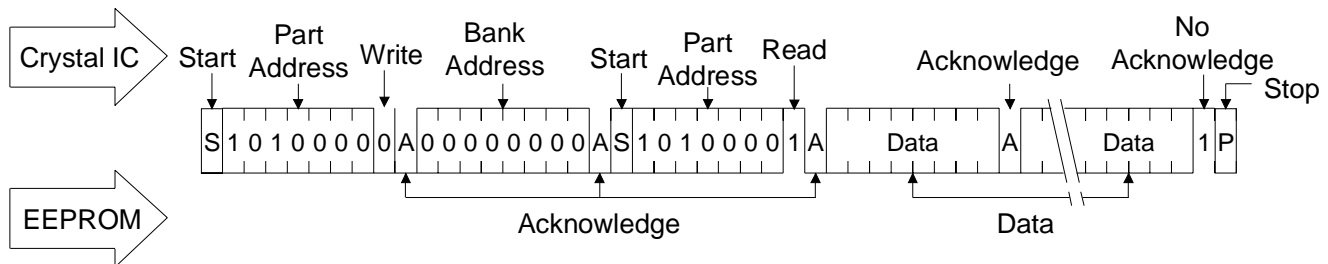 Crystal IC
Start
Part
Address
Write
Bank
Address
Start
Part
Address
Read
Acknowledge
No
Acknowledge
Stop
S 1 0 1 0 0 0 0 0 A 0 0 0 0 0 0 0 0 A S 1 0 1 0 0 0 0 1 A Data A Data 1 P
EEPROM
Acknowledge
Data